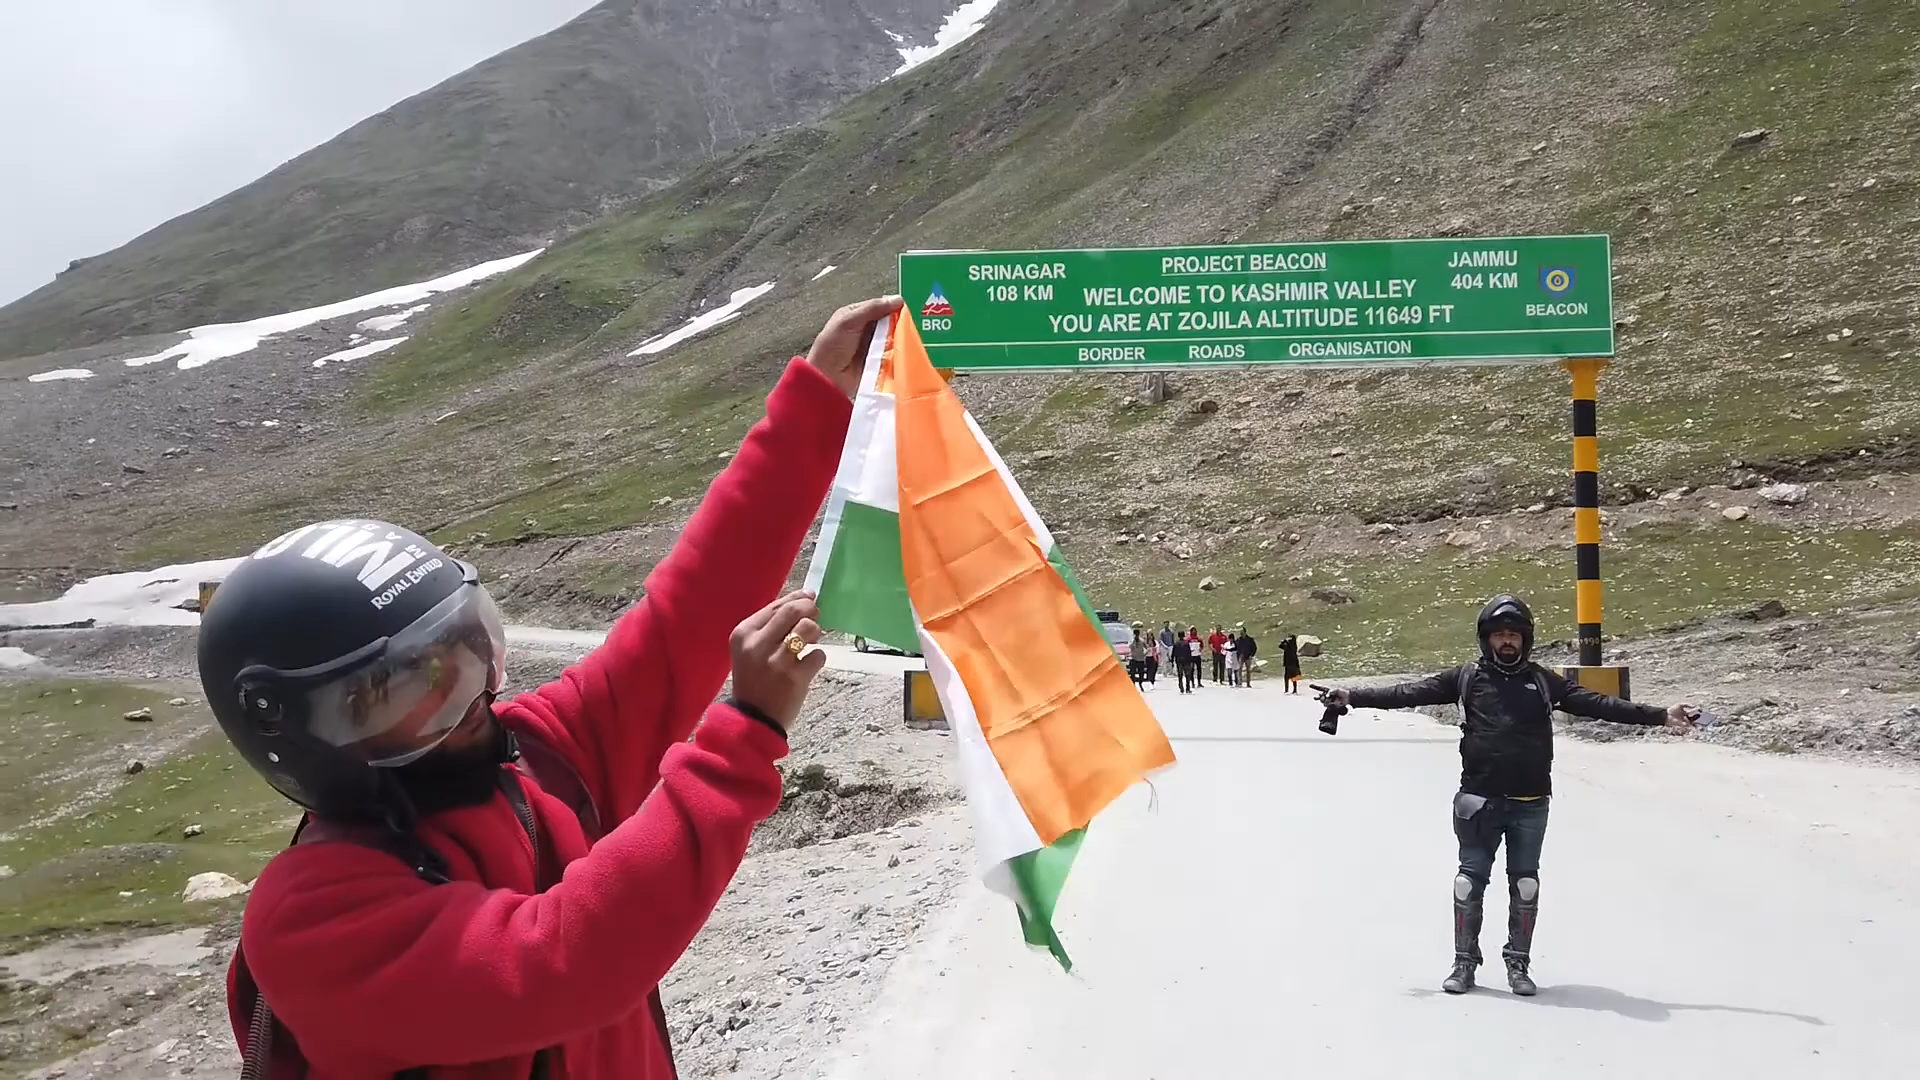 PROJECT BEACON
SRINAGAR
108 KM
JAMMU
404 KM
WELCOME TO KASHMIR VALLEY
YOU ARE AT ZOJILA ALTITUDE 11649 FT
BRO
BEACON
BORDER ROADS ORGANISATION
ROYAL ENFIELD